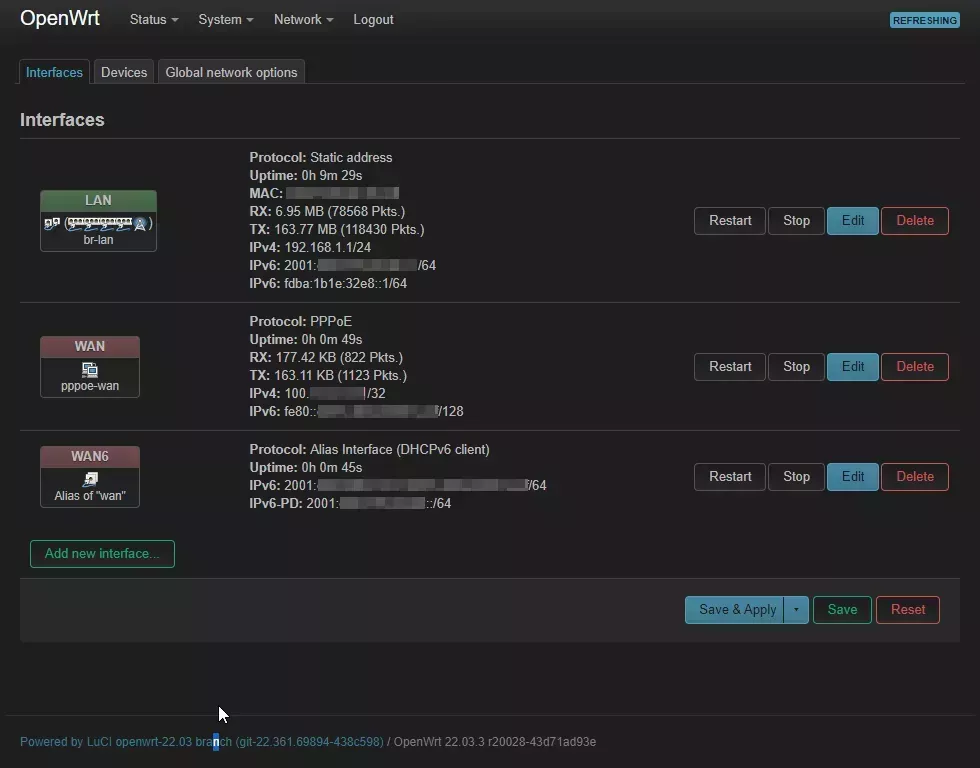 OpenWrt Status System Network Logout REFRESHING
Interfaces Devices Global network options
Interfaces
LAN
br-lan
Protocol: Static address
Uptime: 0h 9m 29s
MAC:
RX: 6.95 MB (78568 Pkts.)
TX: 163.77 MB (118430 Pkts.)
IPv4: 192.168.1.1/24
IPv6: 2001: /64
IPv6: fdba:1b1e:32e8::1/64
Restart Stop Edit Delete
WAN
pppoe-wan
Protocol: PPPoE
Uptime: 0h 0m 49s
RX: 177.42 KB (822 Pkts.)
TX: 163.11 KB (1123 Pkts.)
IPv4: 100. /32
IPv6: fe80:: /128
Restart Stop Edit Delete
WAN6
Alias of "wan"
Protocol: Alias Interface (DHCPv6 client)
Uptime: 0h 0m 45s
IPv6: 2001: /64
IPv6-PD: 2001: ::/64
Restart Stop Edit Delete
Add new interface...
Save & Apply Save Reset
Powered by LuCI openwrt-22.03 branch (git-22.361.69894-438c598) / OpenWrt 22.03.3 r20028-43d71ad93e